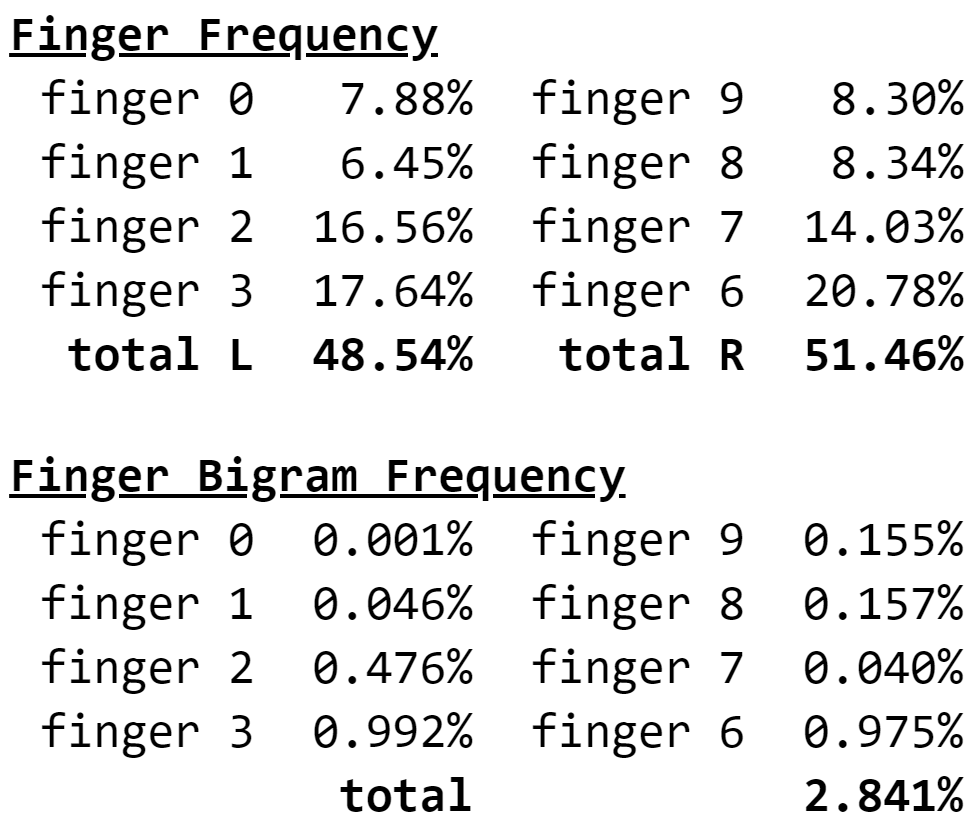 Finger Frequency
finger 0 7.88% finger 9 8.30%
finger 1 6.45% finger 8 8.34%
finger 2 16.56% finger 7 14.03%
finger 3 17.64% finger 6 20.78%
total L 48.54% total R 51.46%
Finger Bigram Frequency
finger 0 0.001% finger 9 0.155%
finger 1 0.046% finger 8 0.157%
finger 2 0.476% finger 7 0.040%
finger 3 0.992% finger 6 0.975%
total 2.841%